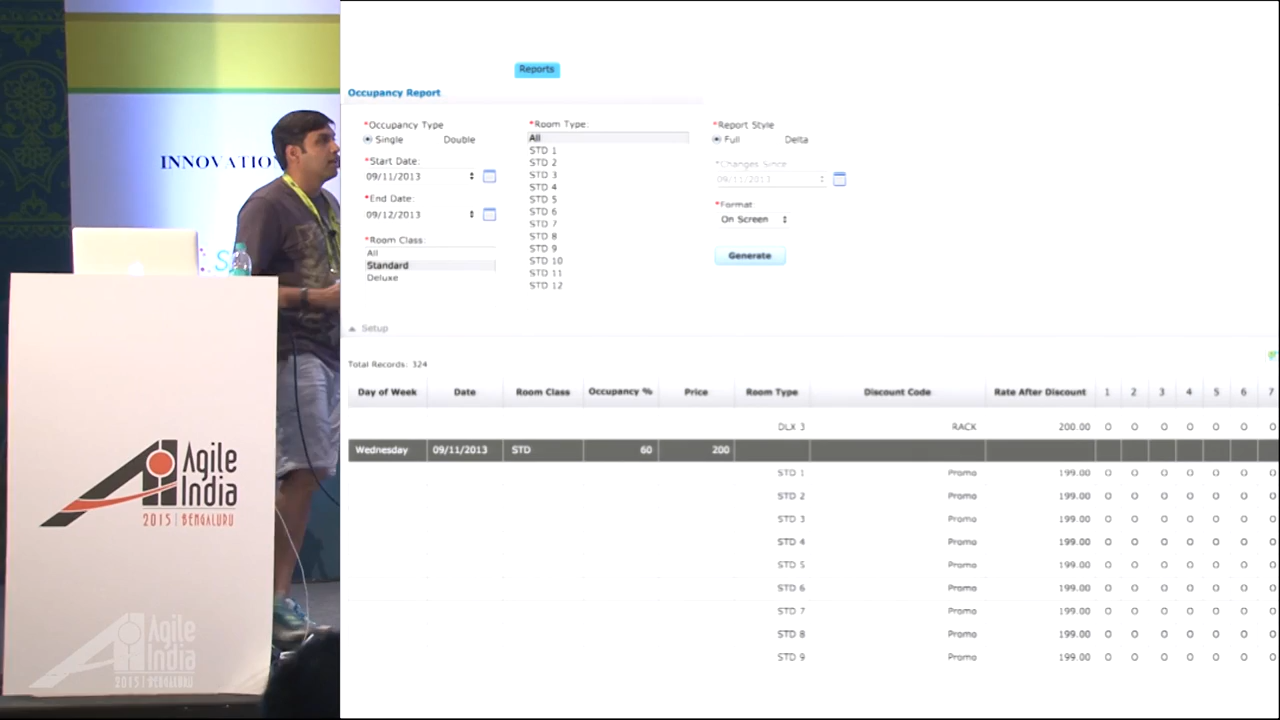 INNOVATIO
Agile
India
2015 | BENGALURU
Agile
India
2015 | BENGALURU
Reports
Occupancy Report
*Occupancy Type
Single Double
*Start Date:
09/11/2013
*End Date:
09/12/2013
*Room Class:
All
Standard
Deluxe
*Room Type:
All
STD 1
STD 2
STD 3
STD 4
STD 5
STD 6
STD 7
STD 8
STD 9
STD 10
STD 11
STD 12
*Report Style
Full Delta
*Changes Since
09/11/2013
*Format:
On Screen
Generate
Setup
Total Records: 324
Day of Week Date Room Class Occupancy % Price Room Type Discount Code Rate After Discount 1 2 3 4 5 6 7
DLX 3 RACK 200.00 0 0 0 0 0 0 0
Wednesday 09/11/2013 STD 60 200
STD 1 Promo 199.00 0 0 0 0 0 0 0
STD 2 Promo 199.00 0 0 0 0 0 0 0
STD 3 Promo 199.00 0 0 0 0 0 0 0
STD 4 Promo 199.00 0 0 0 0 0 0 0
STD 5 Promo 199.00 0 0 0 0 0 0 0
STD 6 Promo 199.00 0 0 0 0 0 0 0
STD 7 Promo 199.00 0 0 0 0 0 0 0
STD 8 Promo 199.00 0 0 0 0 0 0 0
STD 9 Promo 199.00 0 0 0 0 0 0 0